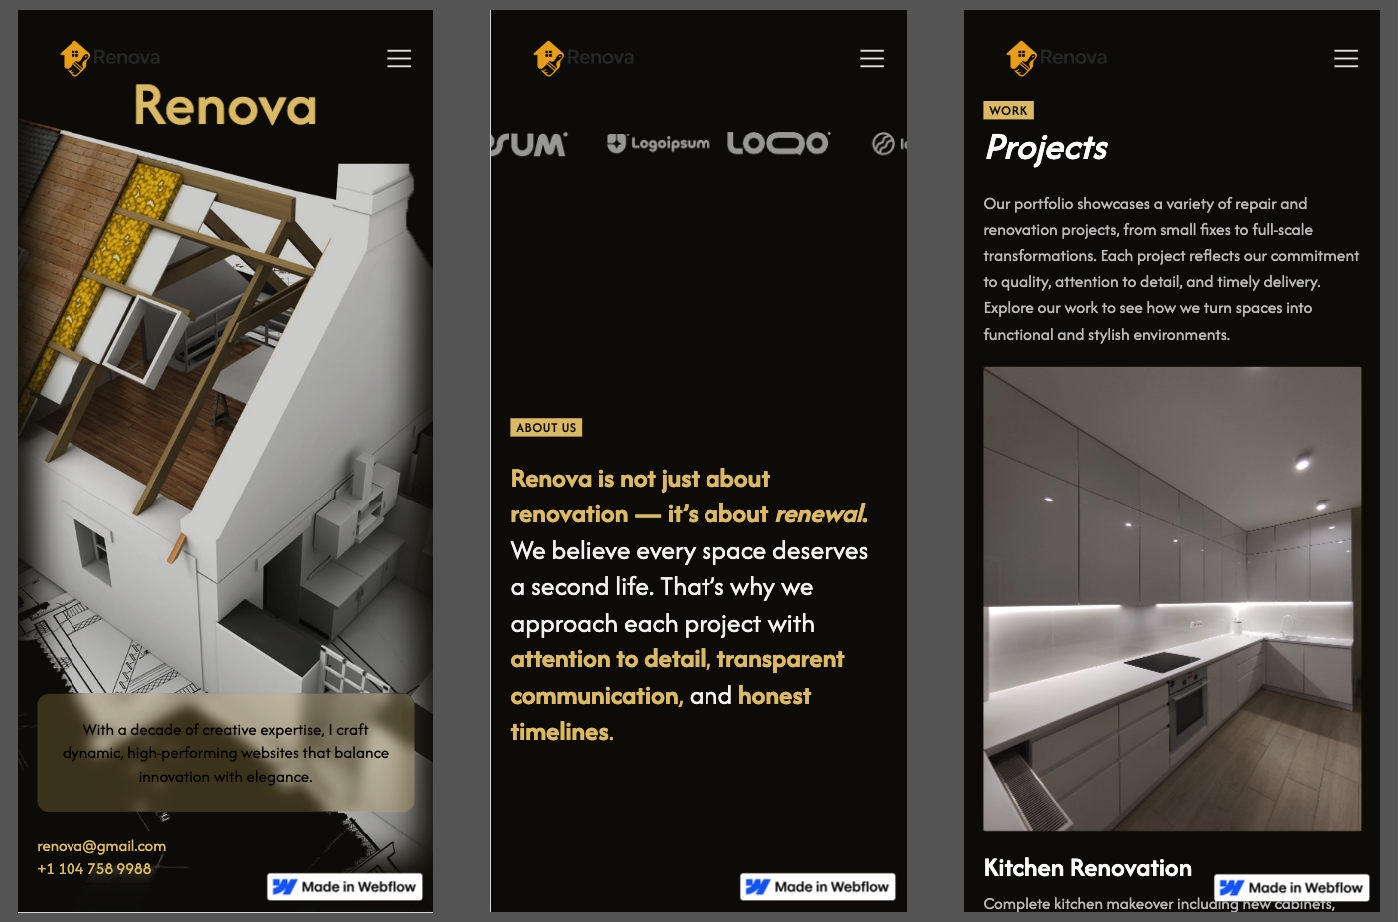 Renova
Renova
With a decade of creative expertise, I craft
dynamic, high-performing websites that balance
innovation with elegance.
renova@gmail.com
+1 104 758 9988
Made in Webflow
Renova
Logoipsum
LOGO
ABOUT US
Renova is not just about
renovation — it’s about renewal.
We believe every space deserves
a second life. That’s why we
approach each project with
attention to detail, transparent
communication, and honest
timelines.
Made in Webflow
Renova
WORK
Projects
Our portfolio showcases a variety of repair and
renovation projects, from small fixes to full-scale
transformations. Each project reflects our commitment
to quality, attention to detail, and timely delivery.
Explore our work to see how we turn spaces into
functional and stylish environments.
Kitchen Renovation
Complete kitchen makeover including new cabinets,
Made in Webflow